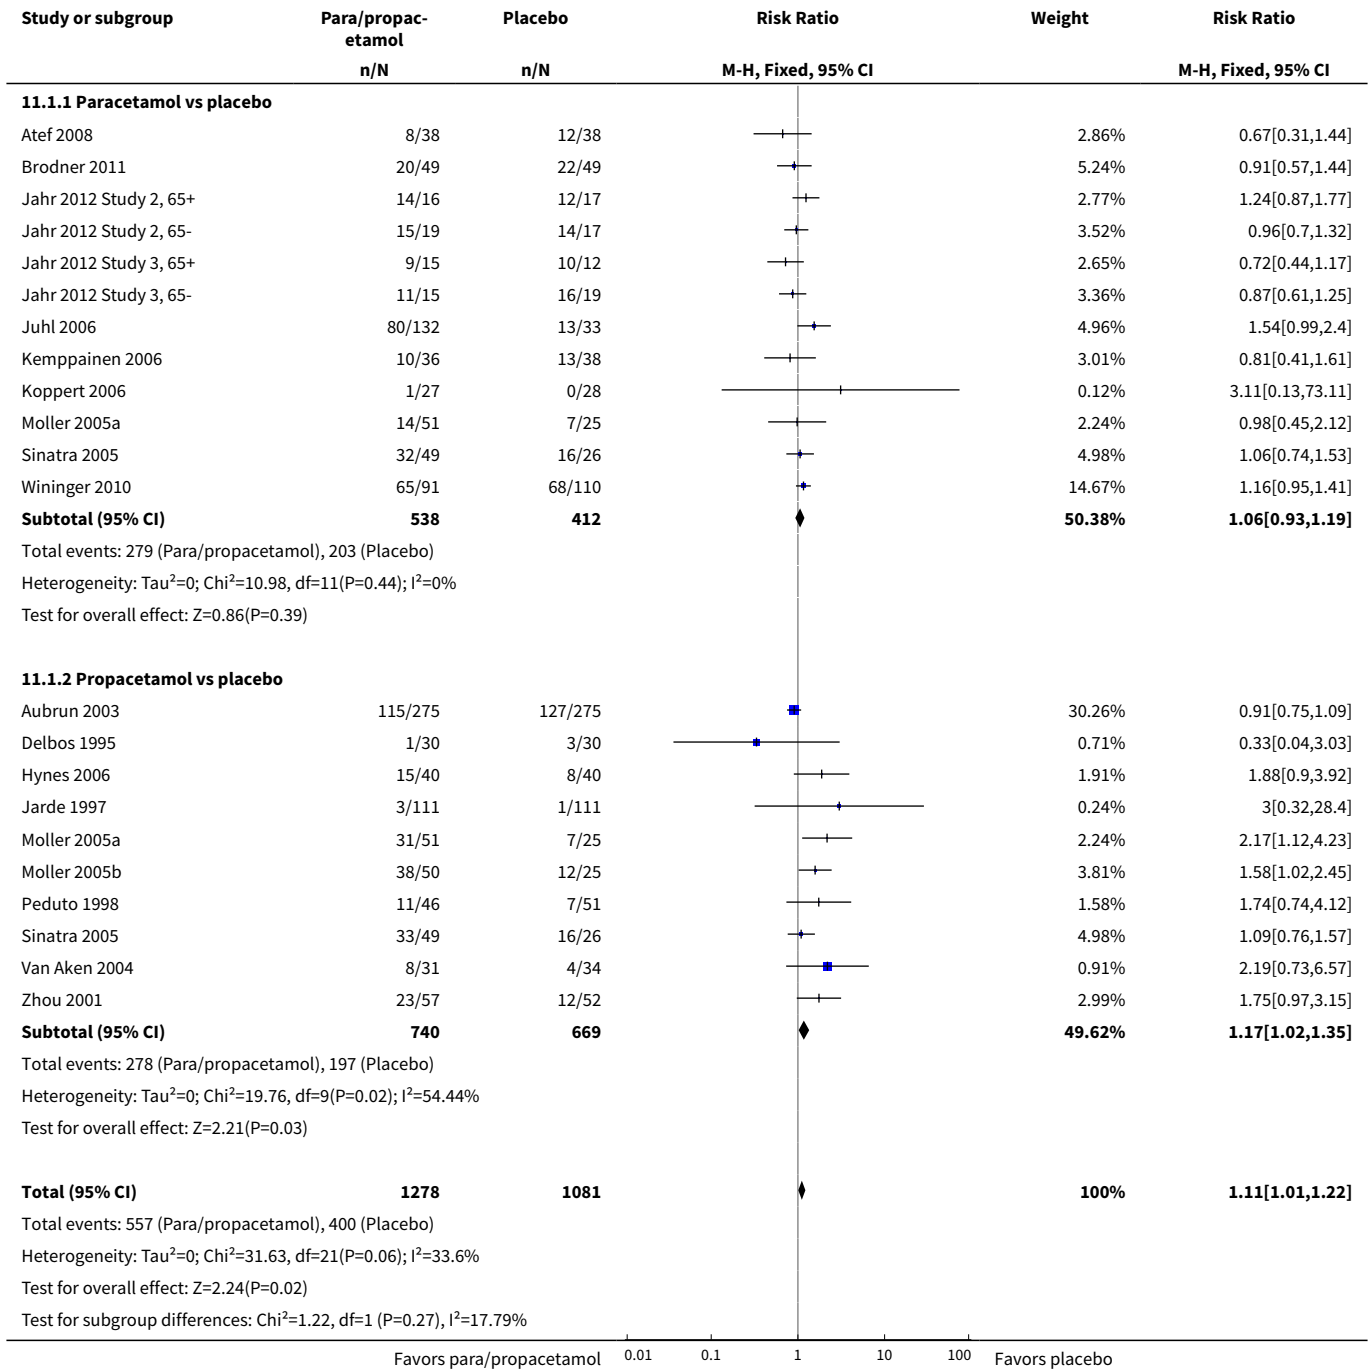 Study or subgroup Para/propac-etamol Placebo Risk Ratio Weight Risk Ratio
n/N n/N M-H, Fixed, 95% CI M-H, Fixed, 95% CI
11.1.1 Paracetamol vs placebo
Atef 2008 8/38 12/38 2.86% 0.67[0.31,1.44]
Brodner 2011 20/49 22/49 5.24% 0.91[0.57,1.44]
Jahr 2012 Study 2, 65+ 14/16 12/17 2.77% 1.24[0.87,1.77]
Jahr 2012 Study 2, 65- 15/19 14/17 3.52% 0.96[0.7,1.32]
Jahr 2012 Study 3, 65+ 9/15 10/12 2.65% 0.72[0.44,1.17]
Jahr 2012 Study 3, 65- 11/15 16/19 3.36% 0.87[0.61,1.25]
Juhl 2006 80/132 13/33 4.96% 1.54[0.99,2.4]
Kemppainen 2006 10/36 13/38 3.01% 0.81[0.41,1.61]
Koppert 2006 1/27 0/28 0.12% 3.11[0.13,73.11]
Moller 2005a 14/51 7/25 2.24% 0.98[0.45,2.12]
Sinatra 2005 32/49 16/26 4.98% 1.06[0.74,1.53]
Wininger 2010 65/91 68/110 14.67% 1.16[0.95,1.41]
Subtotal (95% CI) 538 412 50.38% 1.06[0.93,1.19]
Total events: 279 (Para/propacetamol), 203 (Placebo)
Heterogeneity: Tau²=0; Chi²=10.98, df=11(P=0.44); I²=0%
Test for overall effect: Z=0.86(P=0.39)
11.1.2 Propacetamol vs placebo
Aubrun 2003 115/275 127/275 30.26% 0.91[0.75,1.09]
Delbos 1995 1/30 3/30 0.71% 0.33[0.04,3.03]
Hynes 2006 15/40 8/40 1.91% 1.88[0.9,3.92]
Jarde 1997 3/111 1/111 0.24% 3[0.32,28.4]
Moller 2005a 31/51 7/25 2.24% 2.17[1.12,4.23]
Moller 2005b 38/50 12/25 3.81% 1.58[1.02,2.45]
Peduto 1998 11/46 7/51 1.58% 1.74[0.74,4.12]
Sinatra 2005 33/49 16/26 4.98% 1.09[0.76,1.57]
Van Aken 2004 8/31 4/34 0.91% 2.19[0.73,6.57]
Zhou 2001 23/57 12/52 2.99% 1.75[0.97,3.15]
Subtotal (95% CI) 740 669 49.62% 1.17[1.02,1.35]
Total events: 278 (Para/propacetamol), 197 (Placebo)
Heterogeneity: Tau²=0; Chi²=19.76, df=9(P=0.02); I²=54.44%
Test for overall effect: Z=2.21(P=0.03)
Total (95% CI) 1278 1081 100% 1.11[1.01,1.22]
Total events: 557 (Para/propacetamol), 400 (Placebo)
Heterogeneity: Tau²=0; Chi²=31.63, df=21(P=0.06); I²=33.6%
Test for overall effect: Z=2.24(P=0.02)
Test for subgroup differences: Chi²=1.22, df=1 (P=0.27), I²=17.79%
Favors para/propacetamol 0.01 0.1 1 10 100 Favors placebo